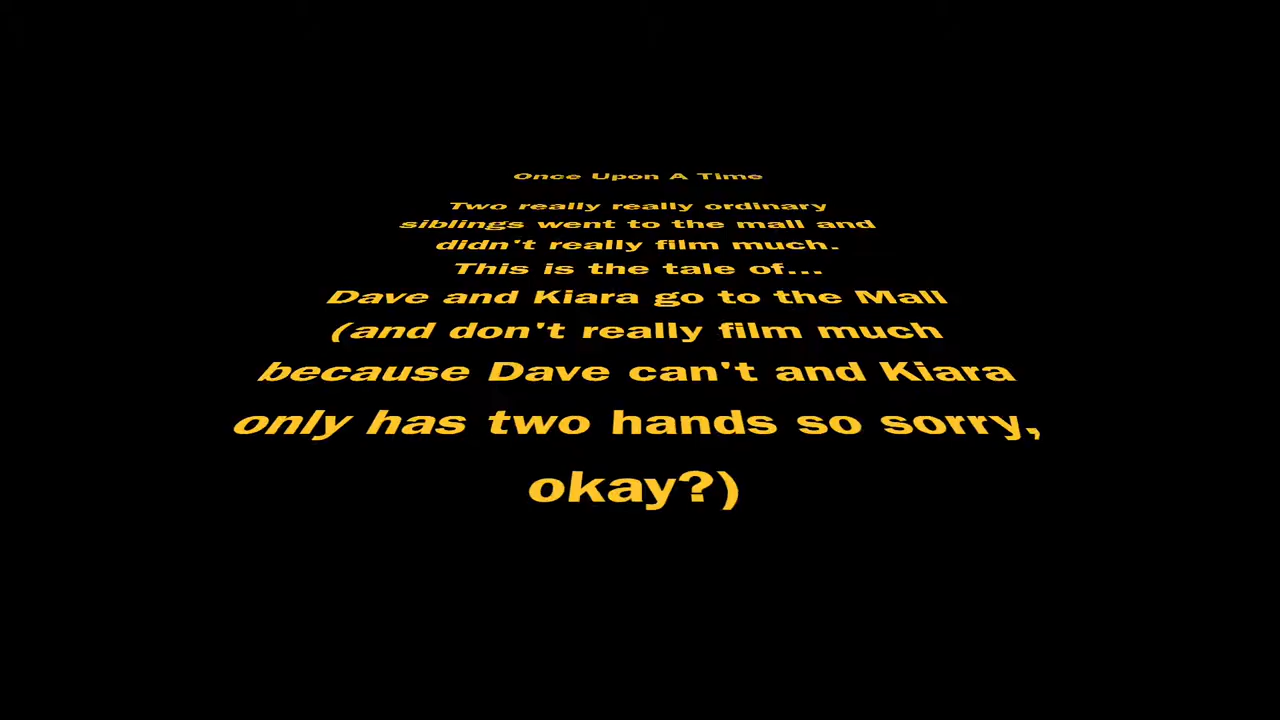 Once Upon A Time
Two really really ordinary
siblings went to the mall and
didn't really film much.
This is the tale of...
Dave and Kiara go to the Mall
(and don't really film much
because Dave can't and Kiara
only has two hands so sorry,
okay?)